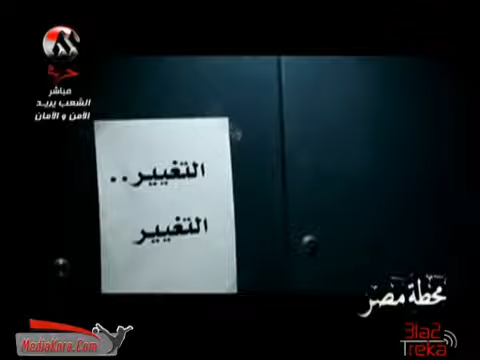 مباشر
الشعب يريد
الأمن و الأمان
التغيير..
التغيير
محطة مصر
3la2
Treka
MediaKora.Com